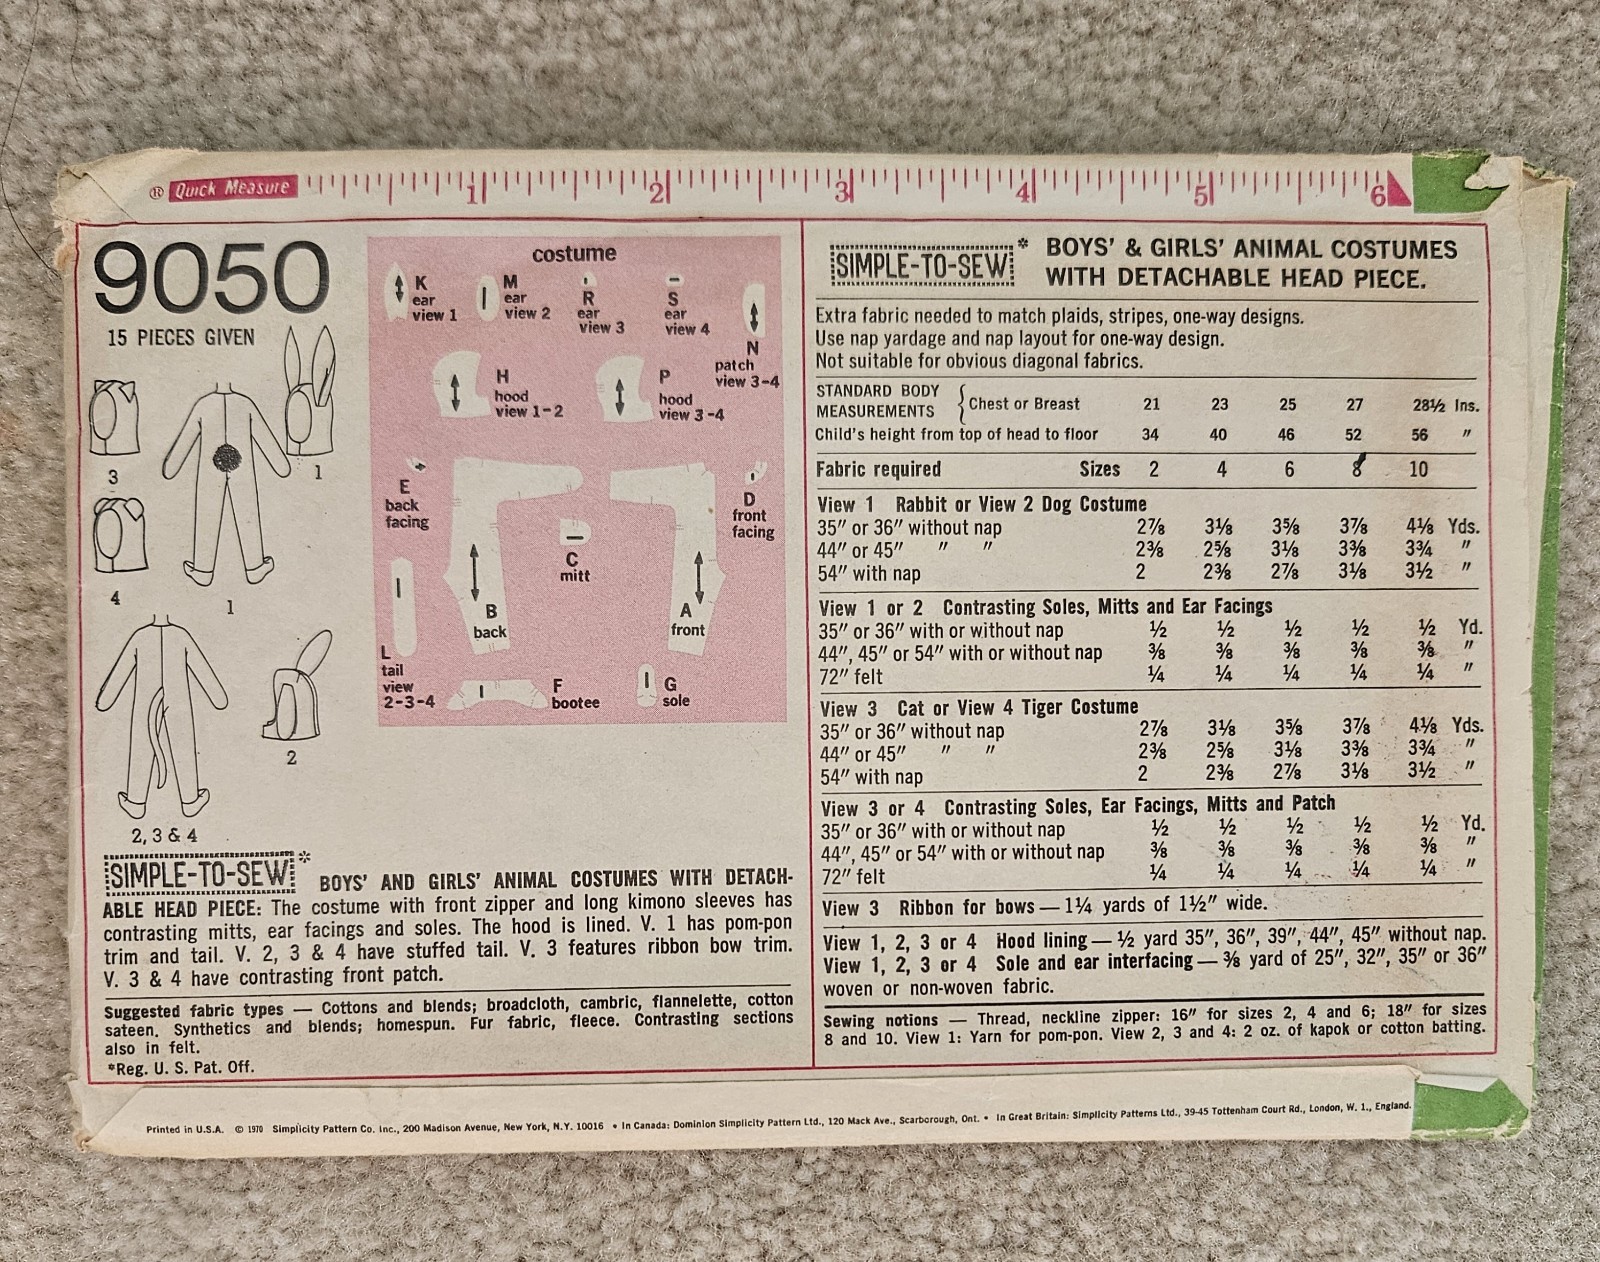 ® Quick Measure 1 2 3 4 5 6
9050
15 PIECES GIVEN
3
1
4
1
2, 3 & 4
2
costume
K
ear
view 1
M
ear
view 2
R
ear
view 3
S
ear
view 4
N
patch
view 3-4
H
hood
view 1-2
P
hood
view 3-4
E
back
facing
D
front
facing
C
mitt
B
back
A
front
L
tail
view
2-3-4
F
bootee
G
sole
SIMPLE-TO-SEW* BOYS' AND GIRLS' ANIMAL COSTUMES WITH DETACH-
ABLE HEAD PIECE: The costume with front zipper and long kimono sleeves has
contrasting mitts, ear facings and soles. The hood is lined. V. 1 has pom-pon
trim and tail. V. 2, 3 & 4 have stuffed tail. V. 3 features ribbon bow trim.
V. 3 & 4 have contrasting front patch.
Suggested fabric types — Cottons and blends; broadcloth, cambric, flannelette, cotton
sateen. Synthetics and blends; homespun. Fur fabric, fleece. Contrasting sections
also in felt.
*Reg. U. S. Pat. Off.
SIMPLE-TO-SEW* BOYS' & GIRLS' ANIMAL COSTUMES
WITH DETACHABLE HEAD PIECE.
Extra fabric needed to match plaids, stripes, one-way designs.
Use nap yardage and nap layout for one-way design.
Not suitable for obvious diagonal fabrics.
STANDARD BODY
MEASUREMENTS { Chest or Breast 21 23 25 27 28½ Ins.
Child's height from top of head to floor 34 40 46 52 56 ″
Fabric required Sizes 2 4 6 8 10
View 1 Rabbit or View 2 Dog Costume
35″ or 36″ without nap 2⅞ 3⅛ 3⅝ 3⅞ 4⅛ Yds.
44″ or 45″ ″ ″ 2⅜ 2⅝ 3⅛ 3⅜ 3¾ ″
54″ with nap 2 2⅜ 2⅞ 3⅛ 3½ ″
View 1 or 2 Contrasting Soles, Mitts and Ear Facings
35″ or 36″ with or without nap ½ ½ ½ ½ ½ Yd.
44″, 45″ or 54″ with or without nap ⅜ ⅜ ⅜ ⅜ ⅜ ″
72″ felt ¼ ¼ ¼ ¼ ¼ ″
View 3 Cat or View 4 Tiger Costume
35″ or 36″ without nap 2⅞ 3⅛ 3⅝ 3⅞ 4⅛ Yds.
44″ or 45″ ″ ″ 2⅜ 2⅝ 3⅛ 3⅜ 3¾ ″
54″ with nap 2 2⅜ 2⅞ 3⅛ 3½ ″
View 3 or 4 Contrasting Soles, Ear Facings, Mitts and Patch
35″ or 36″ with or without nap ½ ½ ½ ½ ½ Yd.
44″, 45″ or 54″ with or without nap ⅜ ⅜ ⅜ ⅜ ⅜ ″
72″ felt ¼ ¼ ¼ ¼ ¼ ″
View 3 Ribbon for bows — 1¼ yards of 1½″ wide.
View 1, 2, 3 or 4 Hood lining — ½ yard 35″, 36″, 39″, 44″, 45″ without nap.
View 1, 2, 3 or 4 Sole and ear interfacing — ⅜ yard of 25″, 32″, 35″ or 36″
woven or non-woven fabric.
Sewing notions — Thread, neckline zipper: 16″ for sizes 2, 4 and 6; 18″ for sizes
8 and 10. View 1: Yarn for pom-pon. View 2, 3 and 4: 2 oz. of kapok or cotton batting.
Printed in U.S.A. © 1970 Simplicity Pattern Co. Inc., 200 Madison Avenue, New York, N.Y. 10016 • In Canada: Dominion Simplicity Pattern Ltd., 120 Mack Ave., Scarborough, Ont. • In Great Britain: Simplicity Patterns Ltd., 39-45 Tottenham Court Rd., London, W. 1., England.